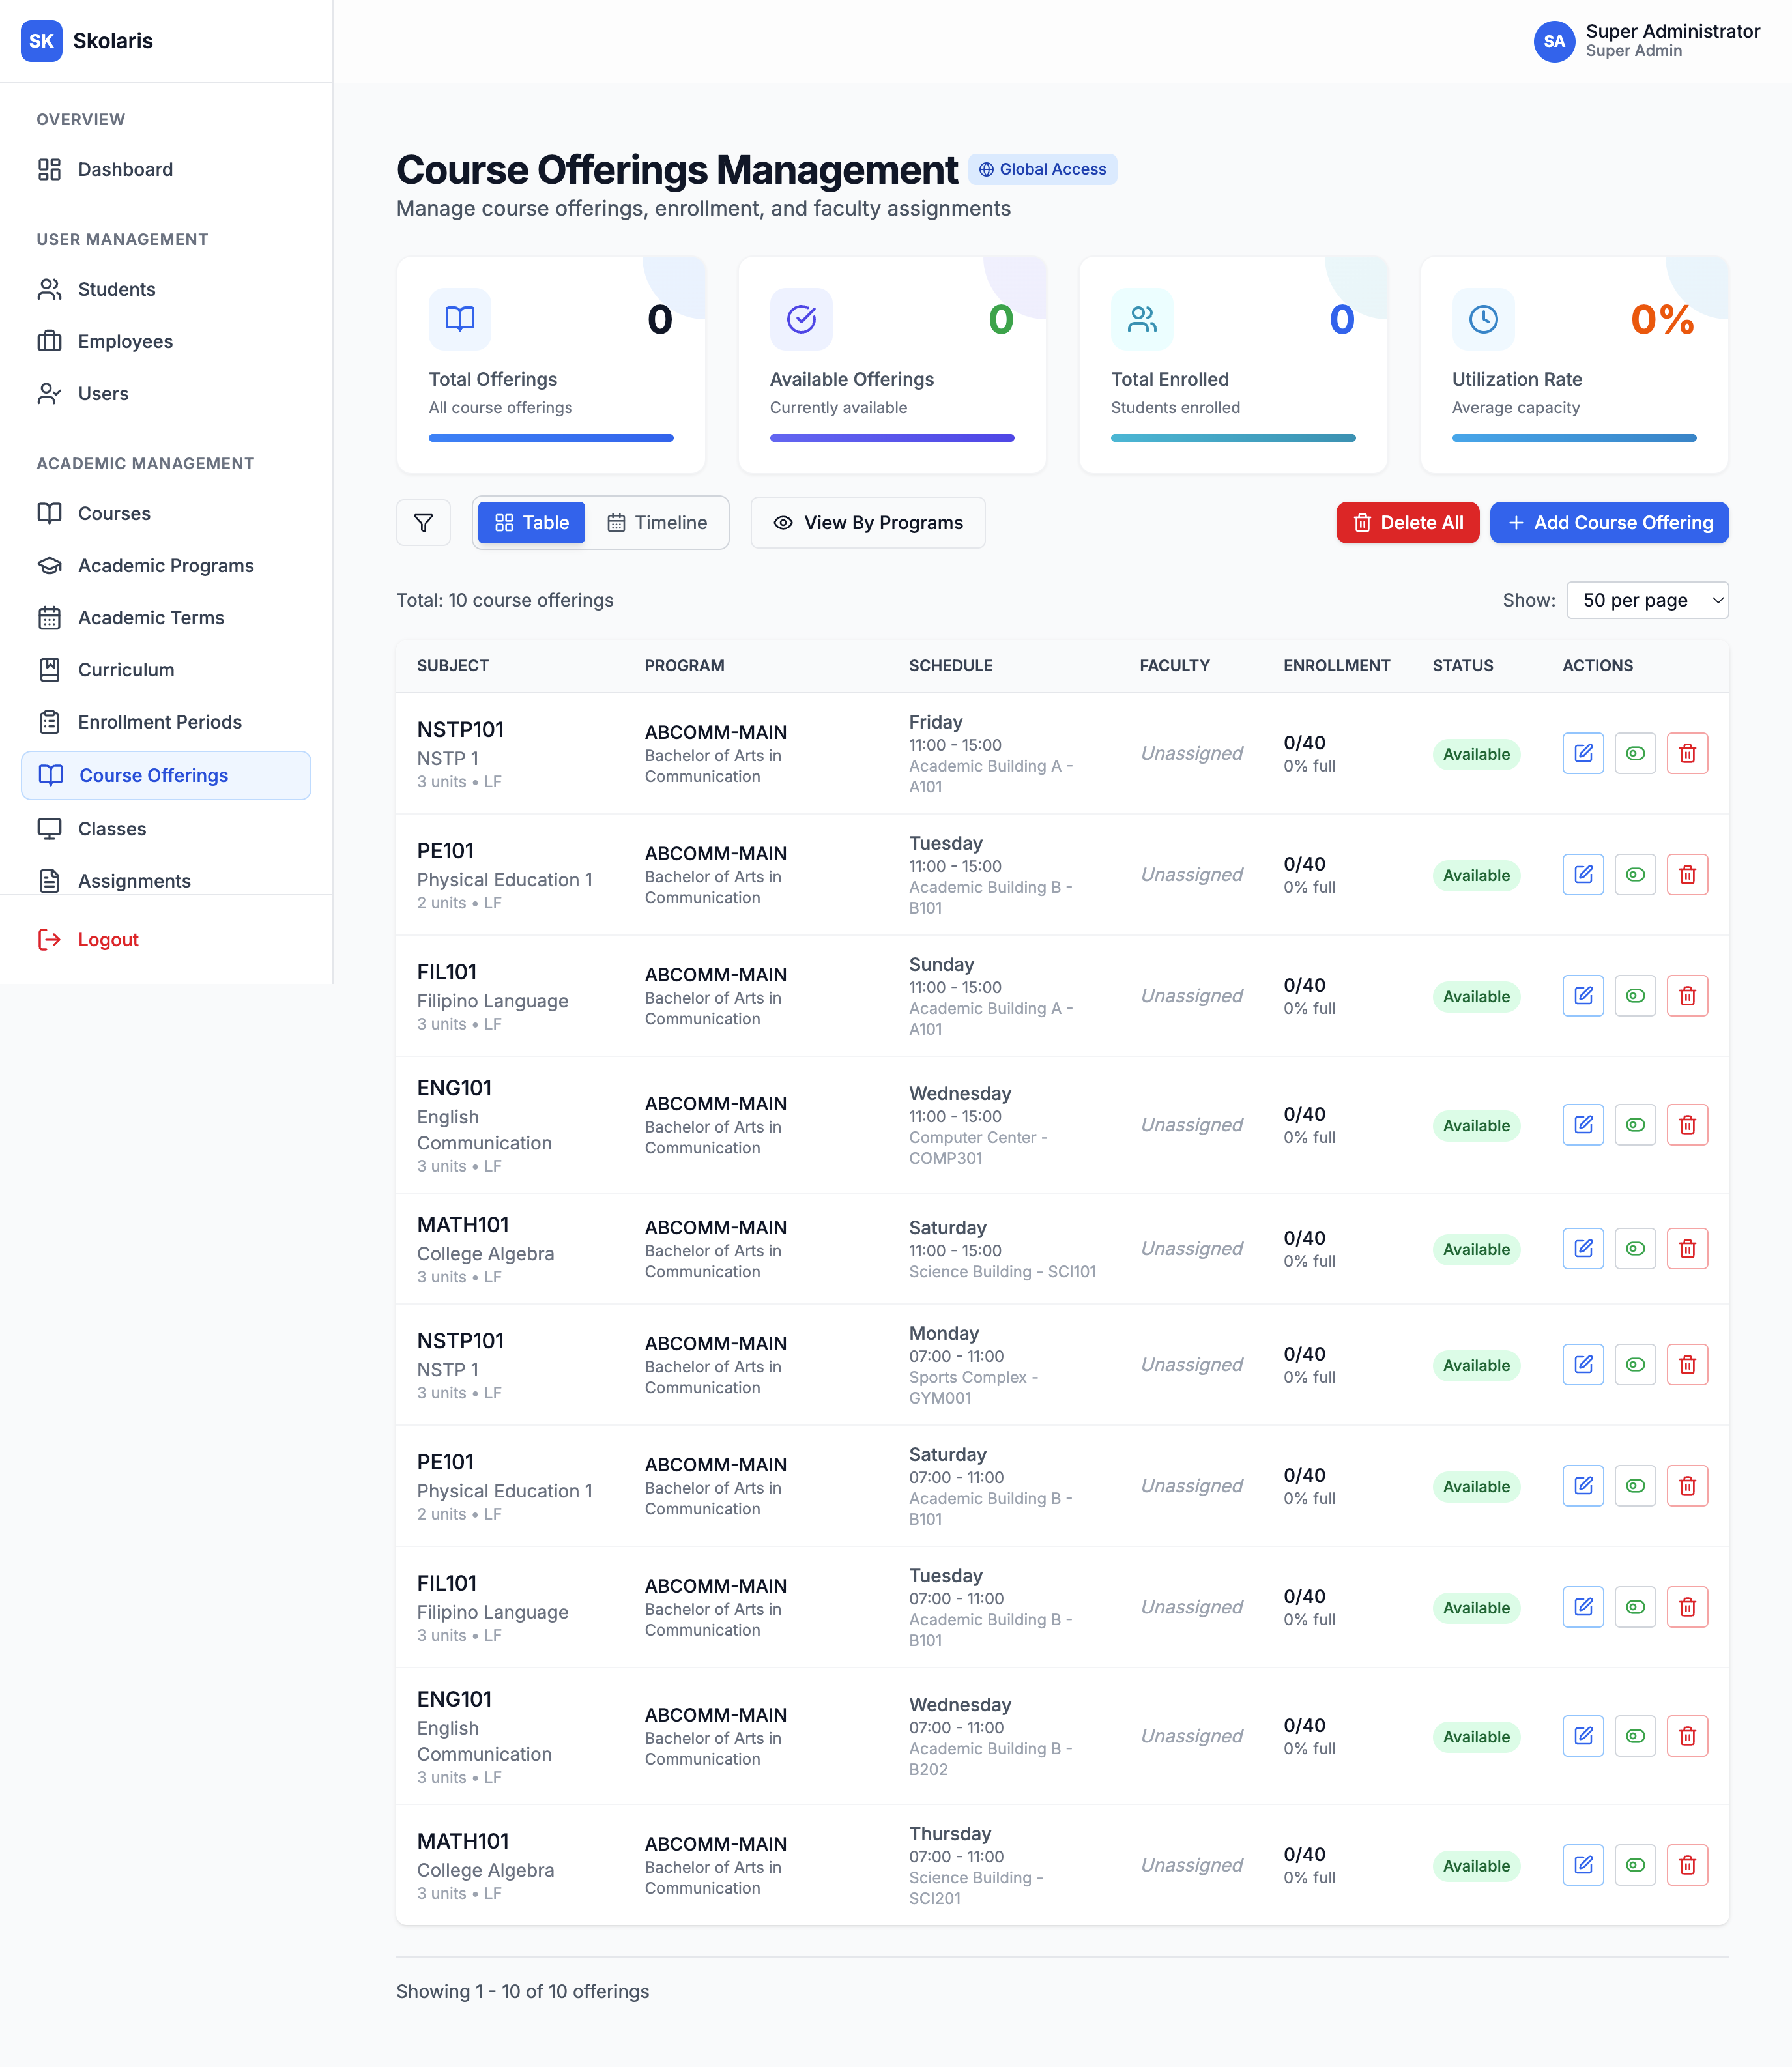 SK Skolaris
SA Super Administrator
Super Admin
OVERVIEW
Dashboard
USER MANAGEMENT
Students
Employees
Users
ACADEMIC MANAGEMENT
Courses
Academic Programs
Academic Terms
Curriculum
Enrollment Periods
Course Offerings
Classes
Assignments
Logout
Course Offerings Management Global Access
Manage course offerings, enrollment, and faculty assignments
0
Total Offerings
All course offerings
0
Available Offerings
Currently available
0
Total Enrolled
Students enrolled
0%
Utilization Rate
Average capacity
Table Timeline View By Programs Delete All Add Course Offering
Total: 10 course offerings Show: 50 per page
SUBJECT PROGRAM SCHEDULE FACULTY ENROLLMENT STATUS ACTIONS
NSTP101
NSTP 1
3 units • LF
ABCOMM-MAIN
Bachelor of Arts in
Communication
Friday
11:00 - 15:00
Academic Building A -
A101
Unassigned
0/40
0% full
Available
PE101
Physical Education 1
2 units • LF
ABCOMM-MAIN
Bachelor of Arts in
Communication
Tuesday
11:00 - 15:00
Academic Building B -
B101
Unassigned
0/40
0% full
Available
FIL101
Filipino Language
3 units • LF
ABCOMM-MAIN
Bachelor of Arts in
Communication
Sunday
11:00 - 15:00
Academic Building A -
A101
Unassigned
0/40
0% full
Available
ENG101
English
Communication
3 units • LF
ABCOMM-MAIN
Bachelor of Arts in
Communication
Wednesday
11:00 - 15:00
Computer Center -
COMP301
Unassigned
0/40
0% full
Available
MATH101
College Algebra
3 units • LF
ABCOMM-MAIN
Bachelor of Arts in
Communication
Saturday
11:00 - 15:00
Science Building - SCI101
Unassigned
0/40
0% full
Available
NSTP101
NSTP 1
3 units • LF
ABCOMM-MAIN
Bachelor of Arts in
Communication
Monday
07:00 - 11:00
Sports Complex -
GYM001
Unassigned
0/40
0% full
Available
PE101
Physical Education 1
2 units • LF
ABCOMM-MAIN
Bachelor of Arts in
Communication
Saturday
07:00 - 11:00
Academic Building B -
B101
Unassigned
0/40
0% full
Available
FIL101
Filipino Language
3 units • LF
ABCOMM-MAIN
Bachelor of Arts in
Communication
Tuesday
07:00 - 11:00
Academic Building B -
B101
Unassigned
0/40
0% full
Available
ENG101
English
Communication
3 units • LF
ABCOMM-MAIN
Bachelor of Arts in
Communication
Wednesday
07:00 - 11:00
Academic Building B -
B202
Unassigned
0/40
0% full
Available
MATH101
College Algebra
3 units • LF
ABCOMM-MAIN
Bachelor of Arts in
Communication
Thursday
07:00 - 11:00
Science Building -
SCI201
Unassigned
0/40
0% full
Available
Showing 1 - 10 of 10 offerings